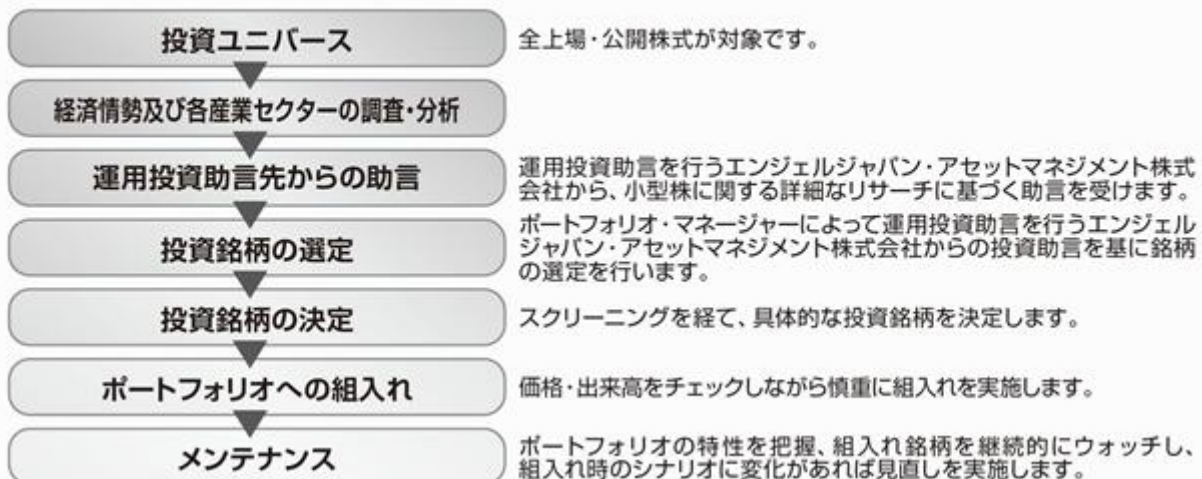 投資ユニバース
全上場・公開株式が対象です。
経済情勢及び各産業セクターの調査・分析
運用投資助言先からの助言
運用投資助言を行うエンジェルジャパン・アセットマネジメント株式
会社から、小型株に関する詳細なリサーチに基づく助言を受けます。
投資銘柄の選定
ポートフォリオ・マネージャーによって運用投資助言を行うエンジェル
ジャパン・アセットマネジメント株式会社からの投資助言を基に銘柄
の選定を行います。
投資銘柄の決定
スクリーニングを経て、具体的な投資銘柄を決定します。
ポートフォリオへの組入れ
価格・出来高をチェックしながら慎重に組入れを実施します。
メンテナンス
ポートフォリオの特性を把握、組入れ銘柄を継続的にウォッチし、
組入れ時のシナリオに変化があれば見直しを実施します。